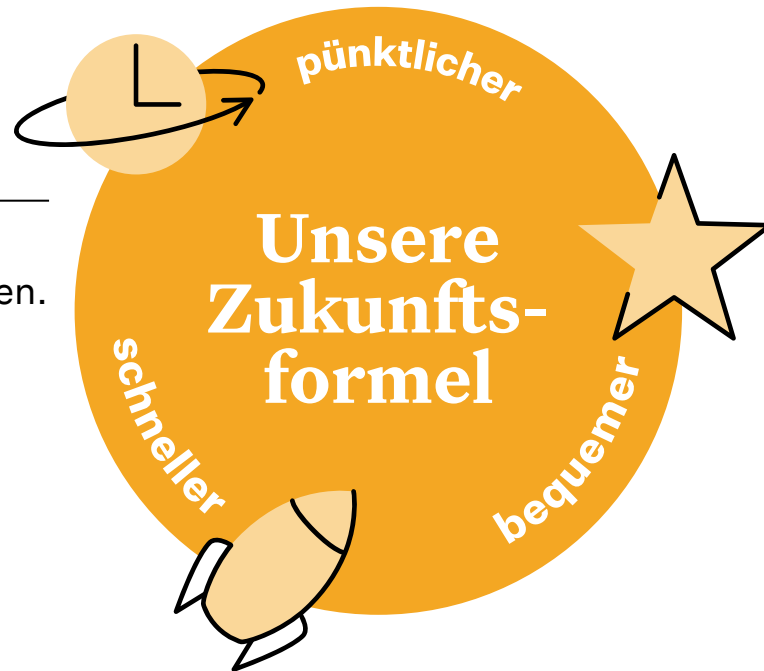 pünktlicher
Unsere
Zukunfts-
formel
en.
schneller
bequemer